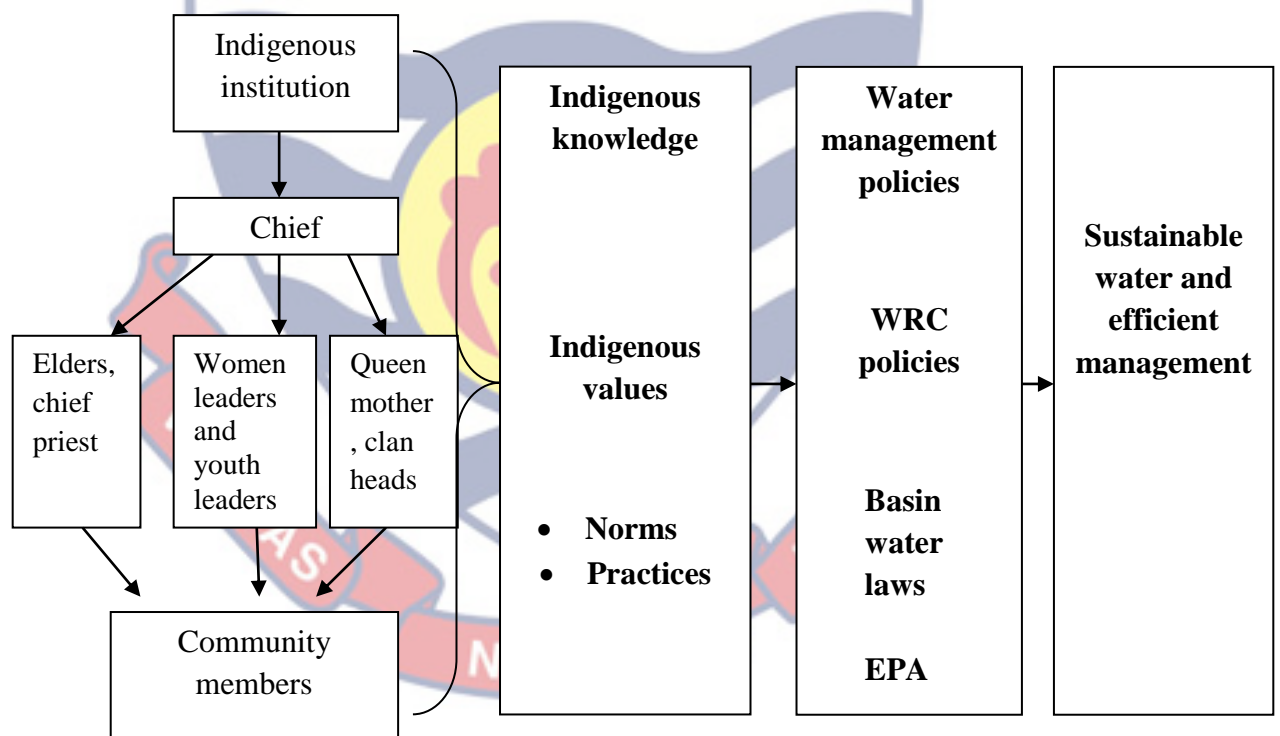 Indigenous
institution
Chief
Elders,
chief
priest
Women
leaders
and
youth
leaders
Queen
mother
, clan
heads
Community
members
Indigenous
knowledge
Indigenous
values
• Norms
• Practices
Water
management
policies
WRC
policies
Basin
water
laws
EPA
Sustainable
water and
efficient
management
AS
N